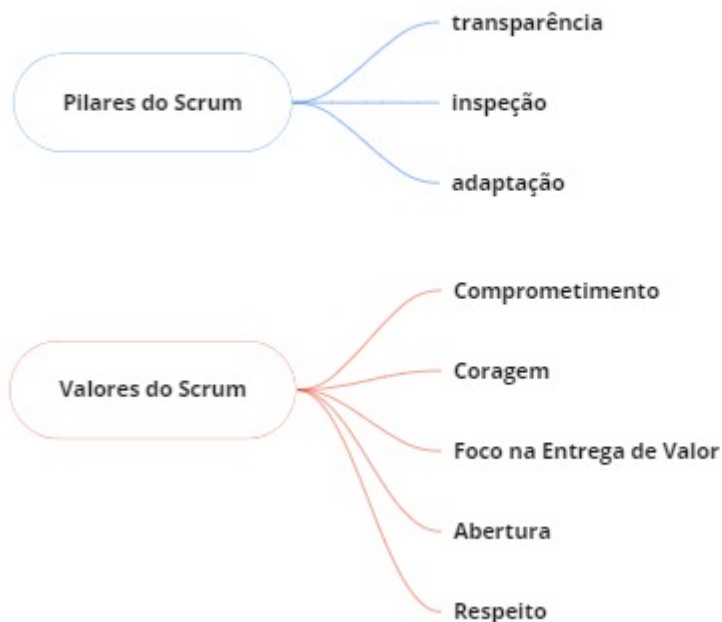 Pilares do Scrum
transparência
inspeção
adaptação
Valores do Scrum
Comprometimento
Coragem
Foco na Entrega de Valor
Abertura
Respeito